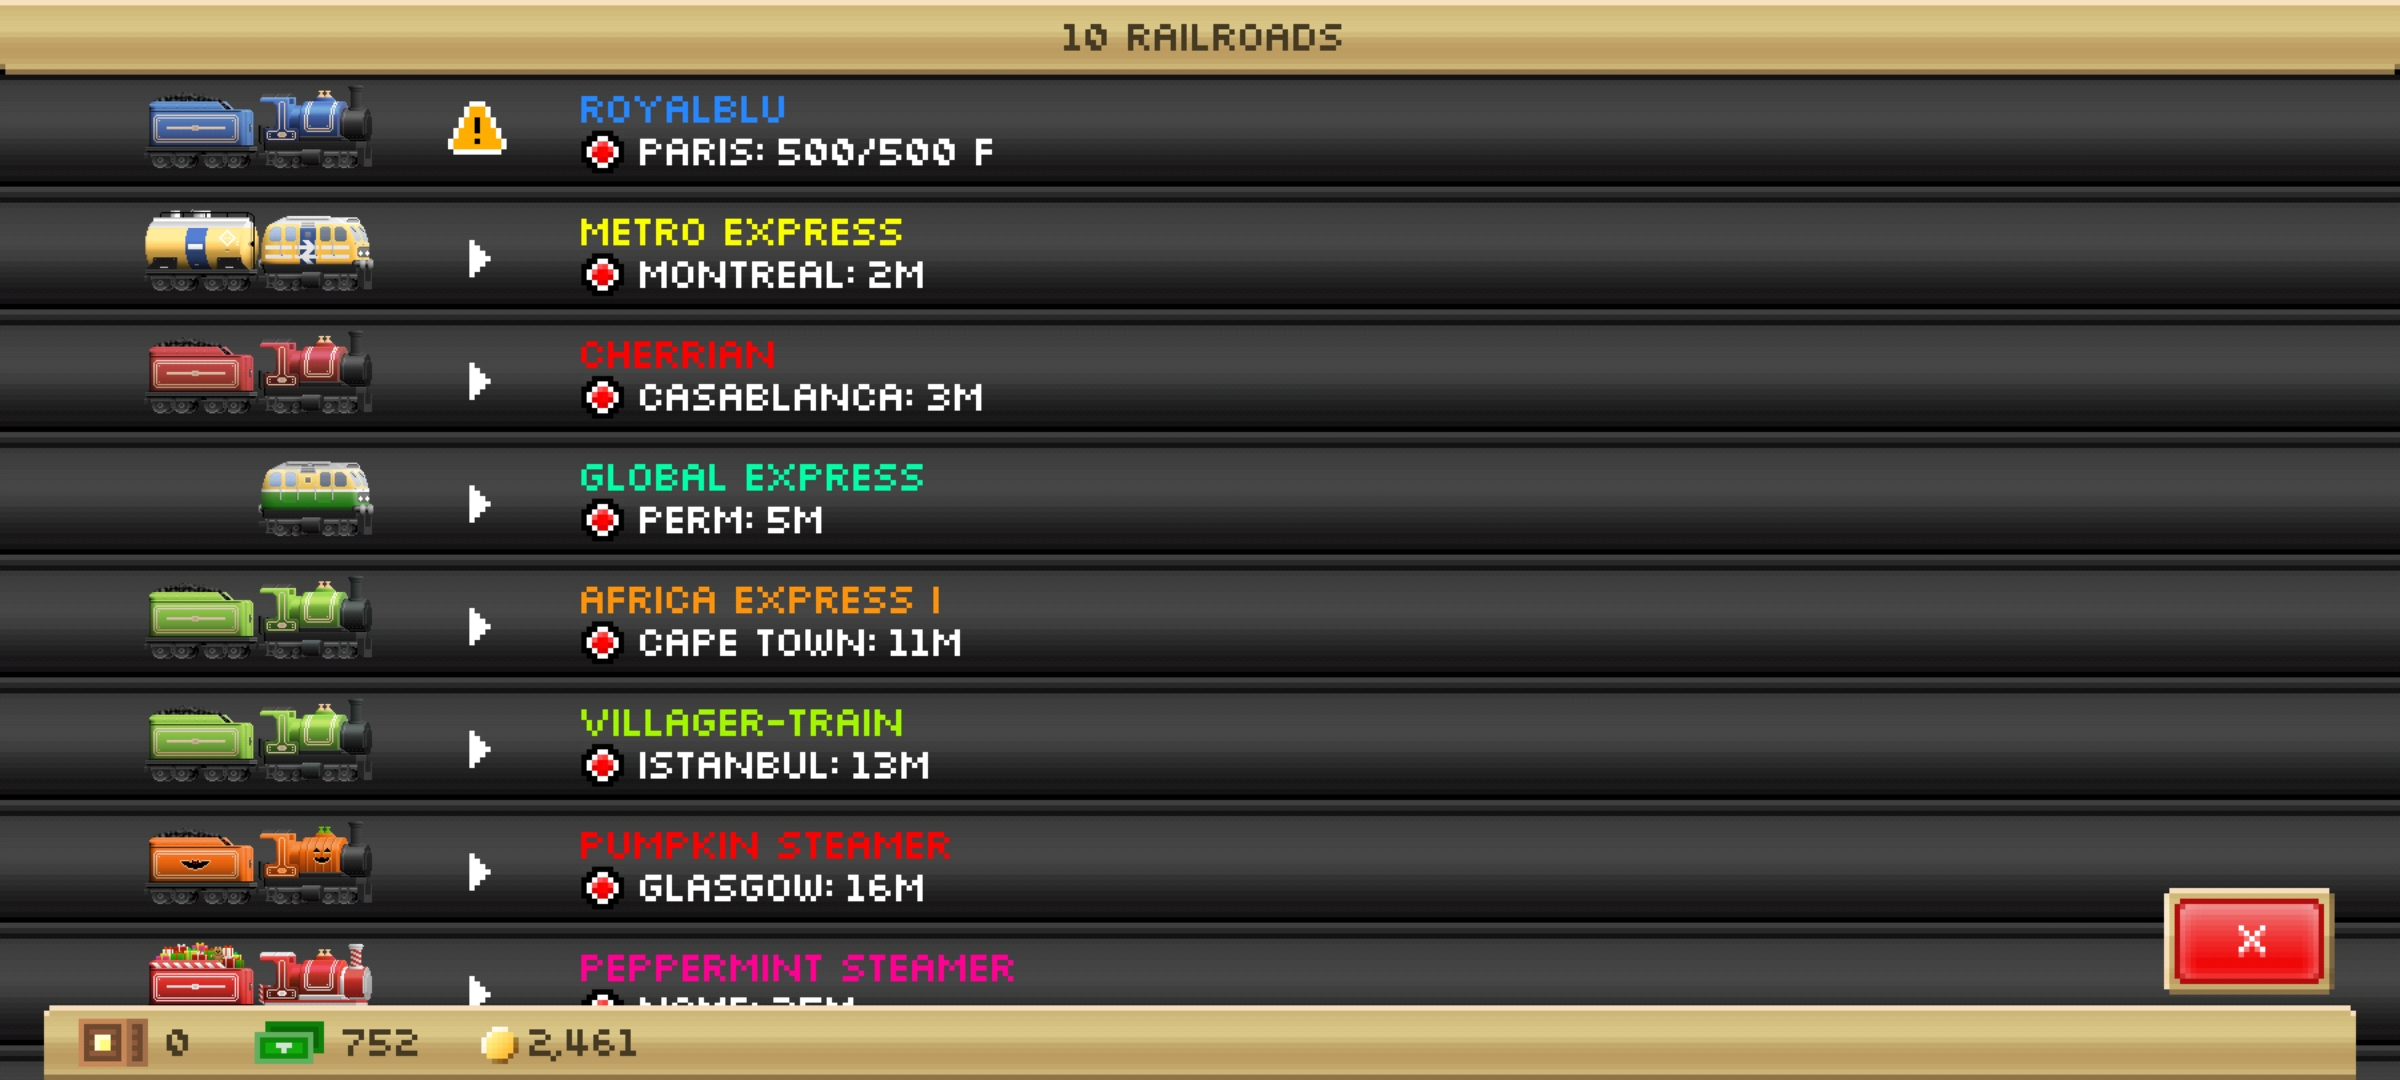 10 RAILROADS
ROYALBLU
PARIS: 500/500 F
METRO EXPRESS
MONTREAL: 2M
CHERRIAN
CASABLANCA: 3M
GLOBAL EXPRESS
PERM: 5M
AFRICA EXPRESS I
CAPE TOWN: 11M
VILLAGER-TRAIN
ISTANBUL: 13M
PUMPKIN STEAMER
GLASGOW: 16M
PEPPERMINT STEAMER
X
0 752 2,461